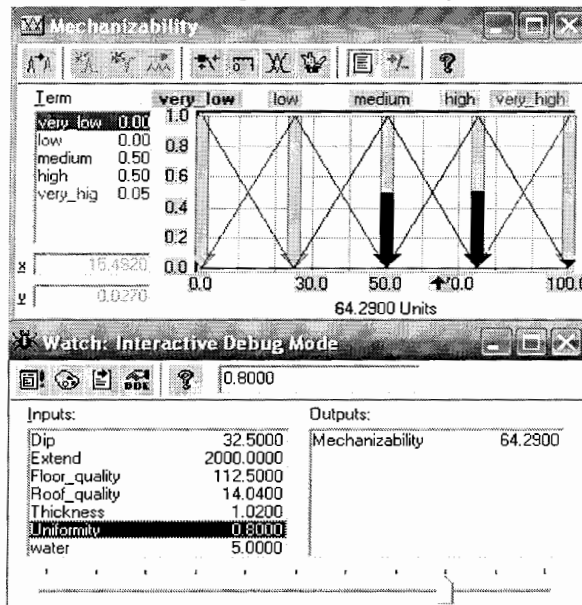 Mechanizability
Term
very_low 0.00
low 0.00
medium 0.50
high 0.50
very_hig 0.05
very_low low medium high very_high
1.0
0.8
0.6
0.4
0.2
0.0
0.0 30.0 50.0 70.0 100.0
64.2900 Units
x
y 0.0270
Watch: Interactive Debug Mode
DDE
0.8000
Inputs:
Dip 32.5000
Extend 2000.0000
Floor_quality 112.5000
Roof_quality 14.0400
Thickness 1.0200
Uniformity 0.8000
water 5.0000
Outputs:
Mechanizability 64.2900